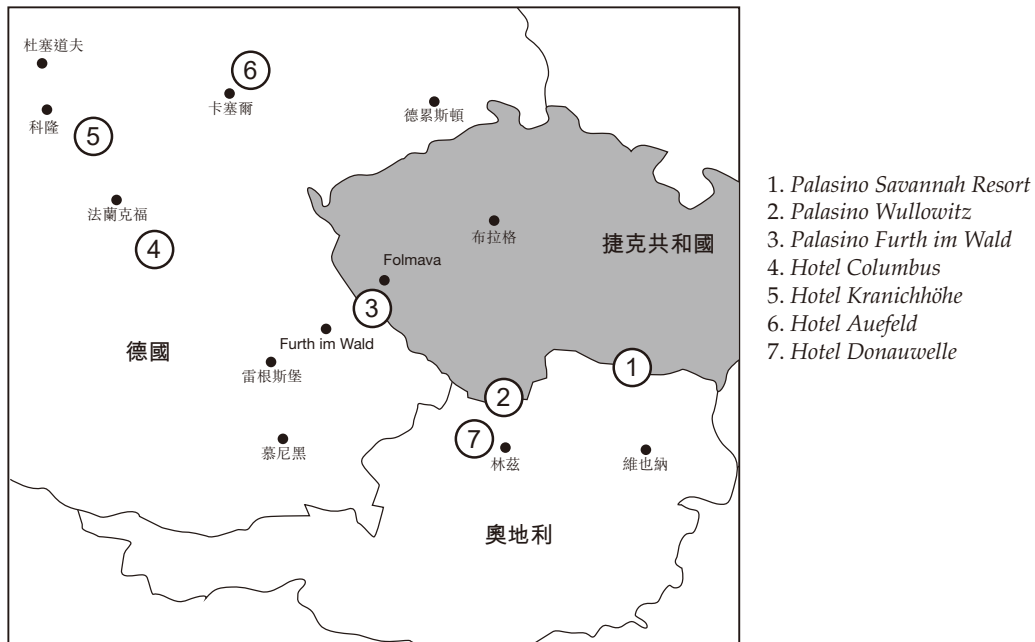 杜塞道夫
6
卡塞爾
德累斯頓
科隆
5
法蘭克福
4
布拉格
捷克共和國
Folmava
3
Furth im Wald
德國
雷根斯堡
1
2
7
慕尼黑
林茲
維也納
奧地利
1. Palasino Savannah Resort
2. Palasino Wullowitz
3. Palasino Furth im Wald
4. Hotel Columbus
5. Hotel Kranichhöhe
6. Hotel Auefeld
7. Hotel Donauwelle